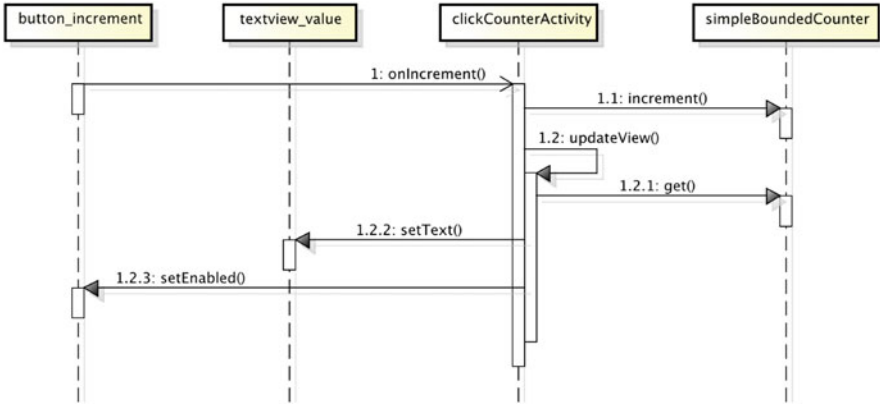 button_increment
textview_value
clickCounterActivity
simpleBoundedCounter
1: onIncrement()
1.1: increment()
1.2: updateView()
1.2.1: get()
1.2.2: setText()
1.2.3: setEnabled()